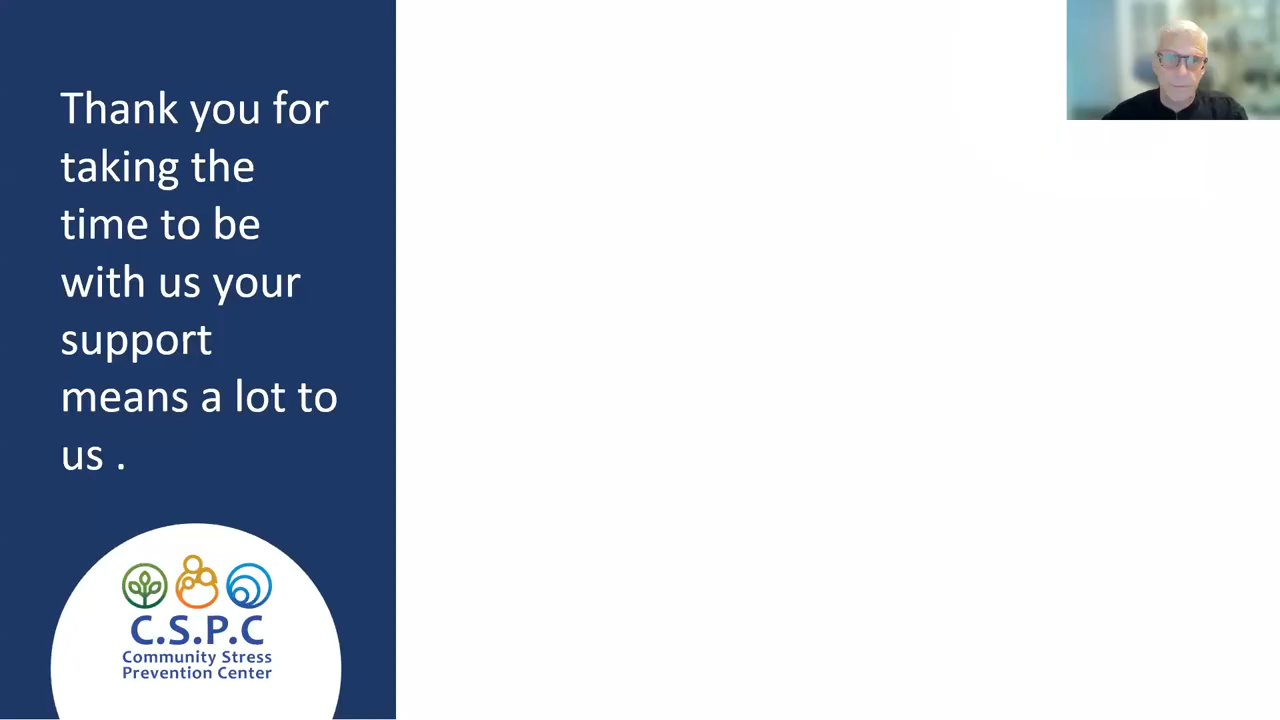 Thank you for
taking the
time to be
with us your
support
means a lot to
us .
C.S.P.C
Community Stress
Prevention Center